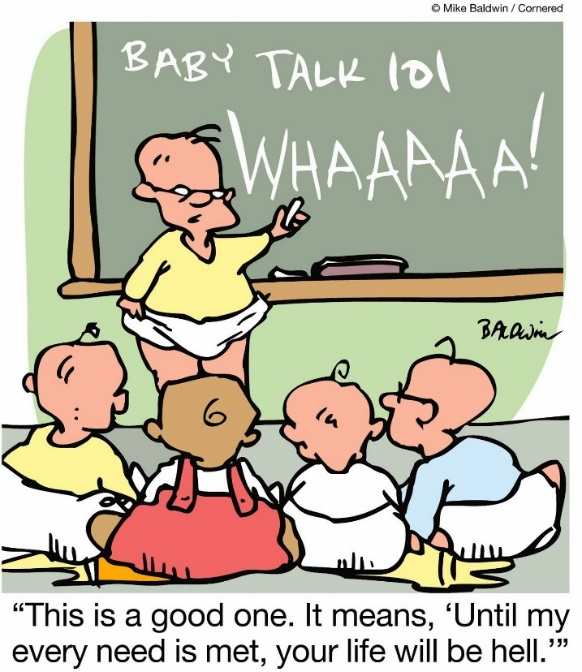 © Mike Baldwin / Cornered
BABY TALK 101
WHAAAAA!
BALDWIN
“This is a good one. It means, ‘Until my
every need is met, your life will be hell.’”